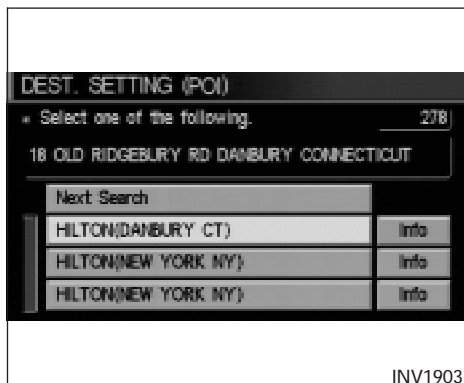 DEST. SETTING (POI)
Select one of the following.
278
18 OLD RIDGEBURY RD DANBURY CONNECTICUT
Next Search
HILTON(DANBURY CT)
Info
HILTON(NEW YORK NY)
Info
HILTON(NEW YORK NY)
Info
INV1903